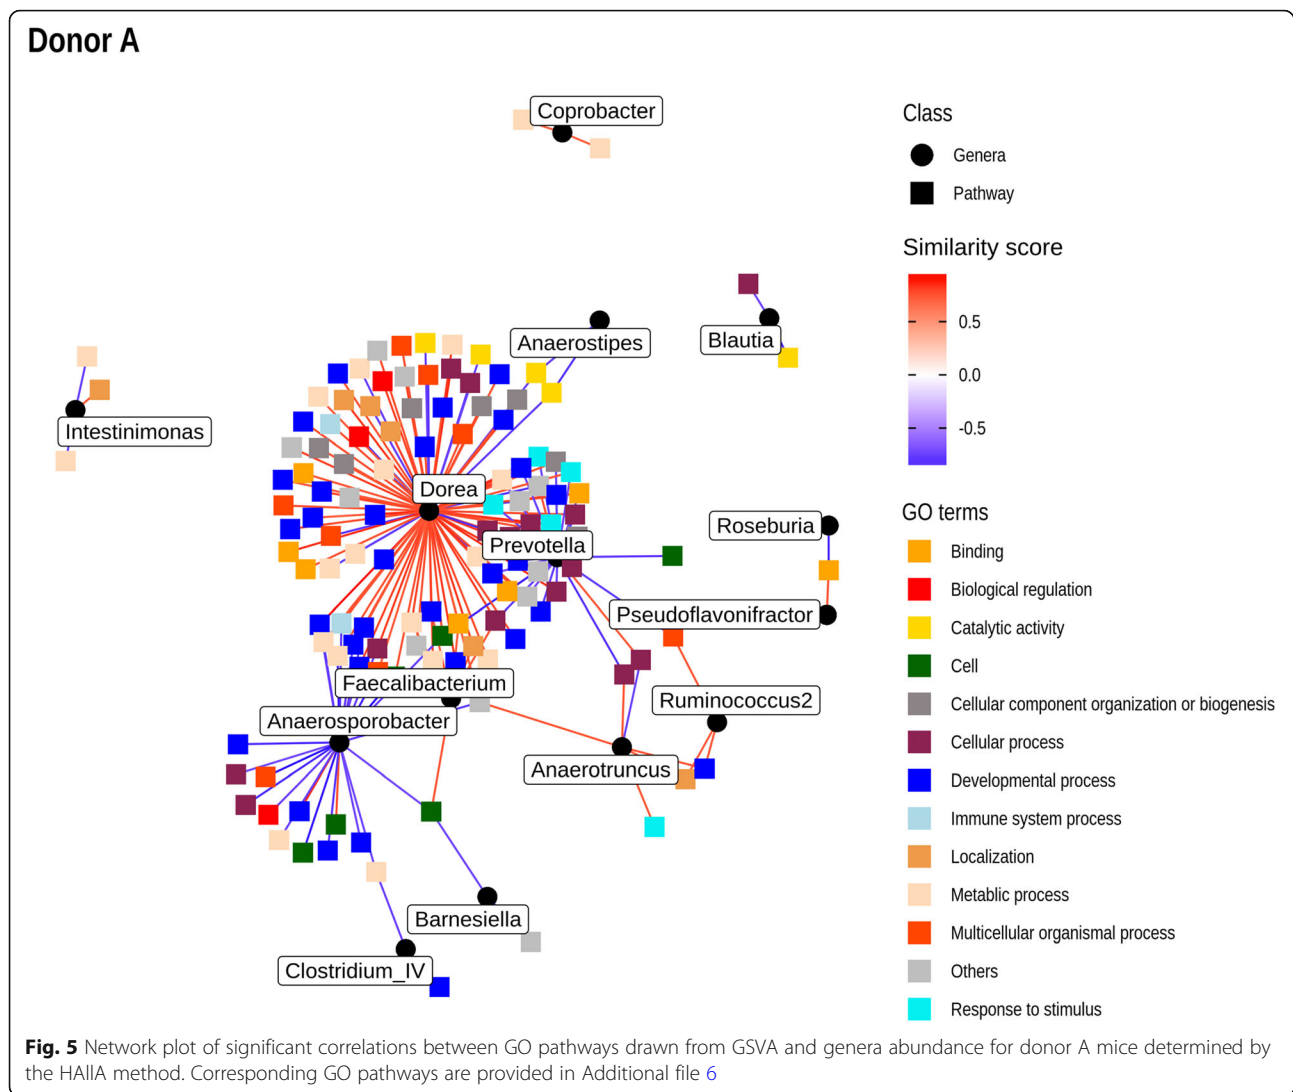 Donor A
Coprobacter
Anaerostipes
Blautia
Intestinimonas
Dorea
Prevotella
Roseburia
Pseudoflavonifractor
Faecalibacterium
Anaerosporobacter
Ruminococcus2
Anaerotruncus
Barnesiella
Clostridium_IV
Class
Genera
Pathway
Similarity score
0.5
0.0
-0.5
GO terms
Binding
Biological regulation
Catalytic activity
Cell
Cellular component organization or biogenesis
Cellular process
Developmental process
Immune system process
Localization
Metablic process
Multicellular organismal process
Others
Response to stimulus
Fig. 5 Network plot of significant correlations between GO pathways drawn from GSVA and genera abundance for donor A mice determined by
the HAllA method. Corresponding GO pathways are provided in Additional file 6